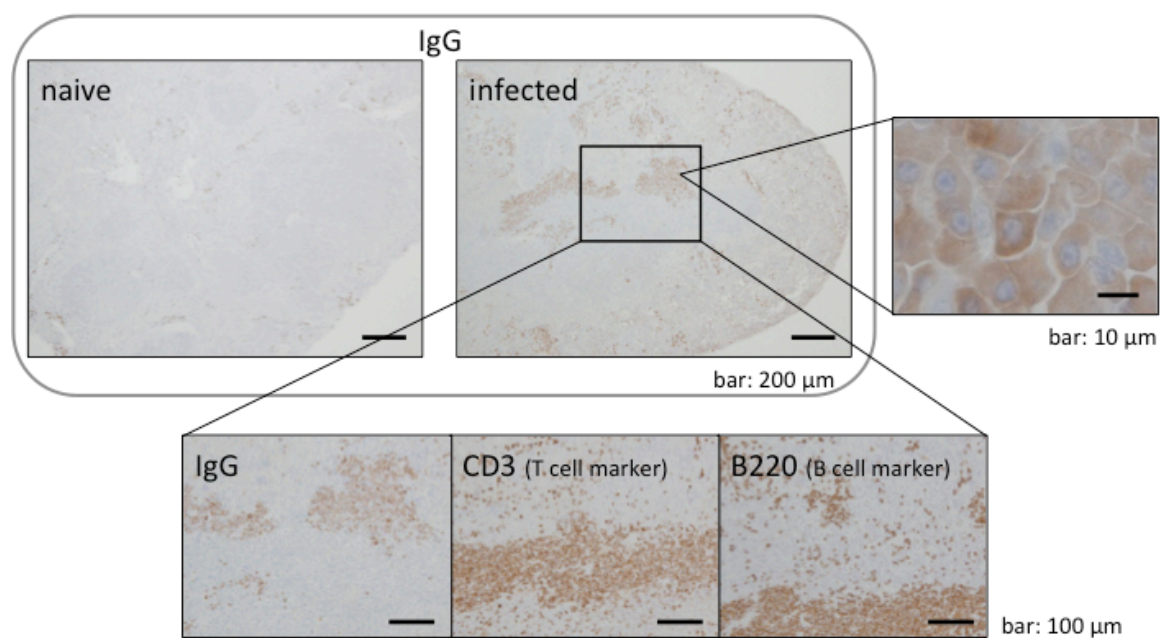 IgG
naive
infected
bar: 10 μm
bar: 200 μm
IgG
CD3 (T cell marker)
B220 (B cell marker)
bar: 100 μm